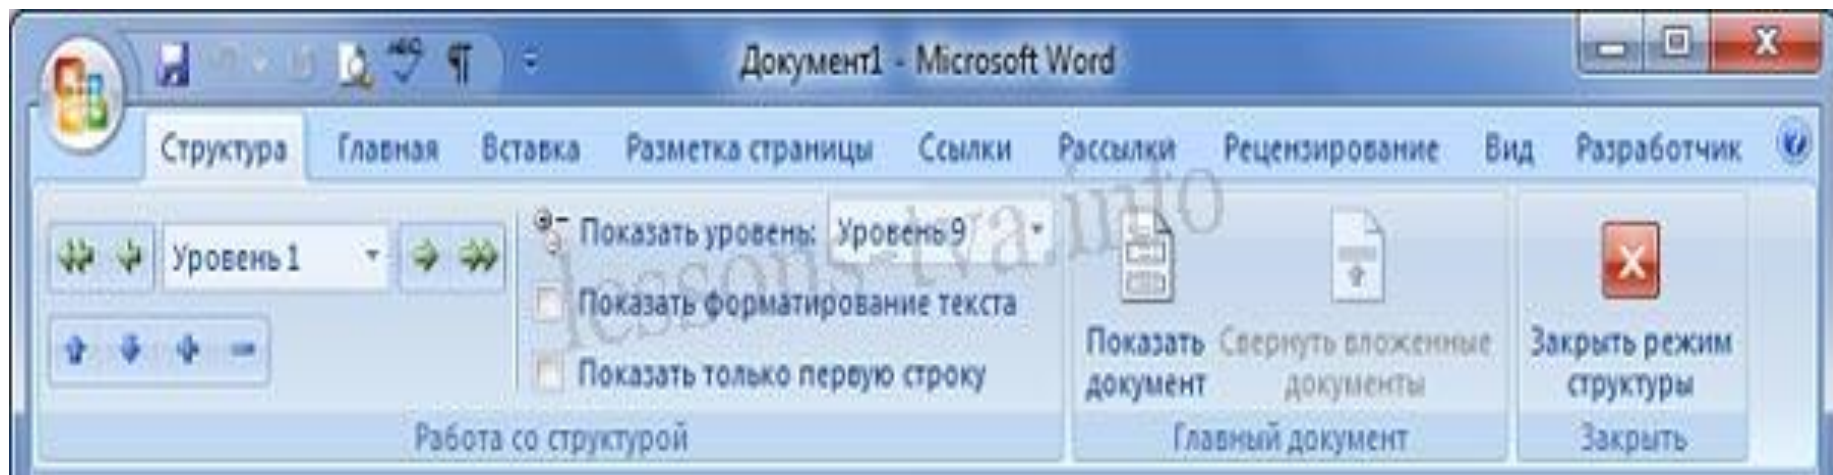 Документ1 - Microsoft Word
Структура Главная Вставка Разметка страницы Ссылки Рассылки Рецензирование Вид Разработчик
Уровень 1
Показать уровень: Уровень 9
Показать форматирование текста
Показать только первую строку
Работа со структурой
Показать документ
Свернуть вложенные документы
Главный документ
Закрыть режим структуры
Закрыть
lessons-tva.info